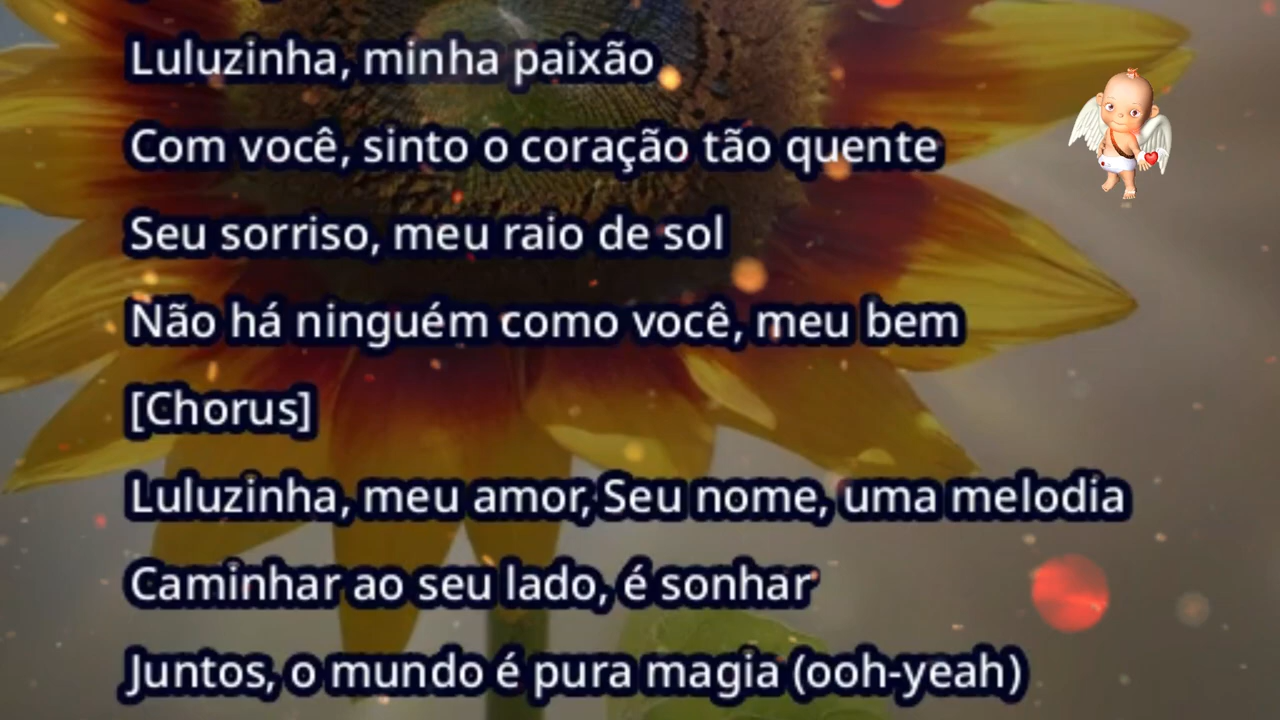 Luluzinha, minha paixão
Com você, sinto o coração tão quente
Seu sorriso, meu raio de sol
Não há ninguém como você, meu bem
[Chorus]
Luluzinha, meu amor, Seu nome, uma melodia
Caminhar ao seu lado, é sonhar
Juntos, o mundo é pura magia (ooh-yeah)